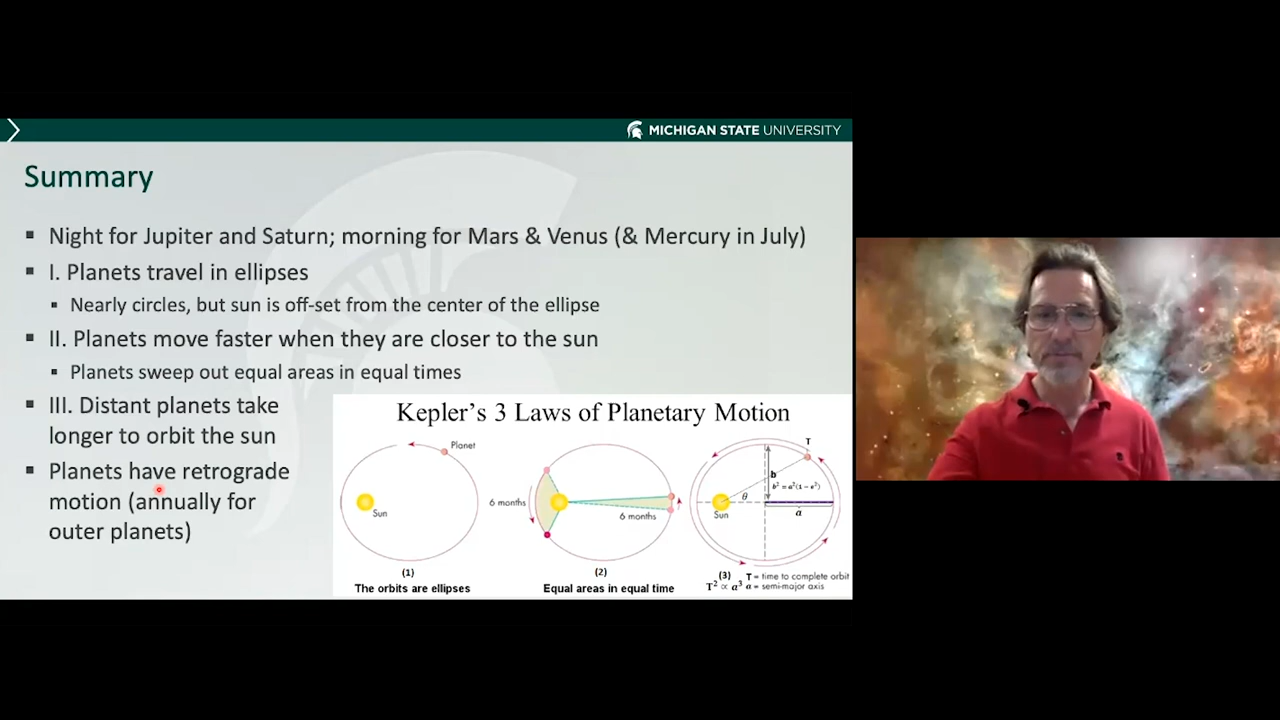 MICHIGAN STATE UNIVERSITY
Summary
Night for Jupiter and Saturn; morning for Mars & Venus (& Mercury in July)
I. Planets travel in ellipses
Nearly circles, but sun is off-set from the center of the ellipse
II. Planets move faster when they are closer to the sun
Planets sweep out equal areas in equal times
III. Distant planets take
longer to orbit the sun
Planets have retrograde
motion (annually for
outer planets)
Kepler's 3 Laws of Planetary Motion
Planet
Sun
(1)
The orbits are ellipses
6 months
6 months
(2)
Equal areas in equal time
T
b
b² = a²(1 − e²)
θ
Sun
a
(3) T = time to complete orbit
T² ∝ a³ a = semi-major axis